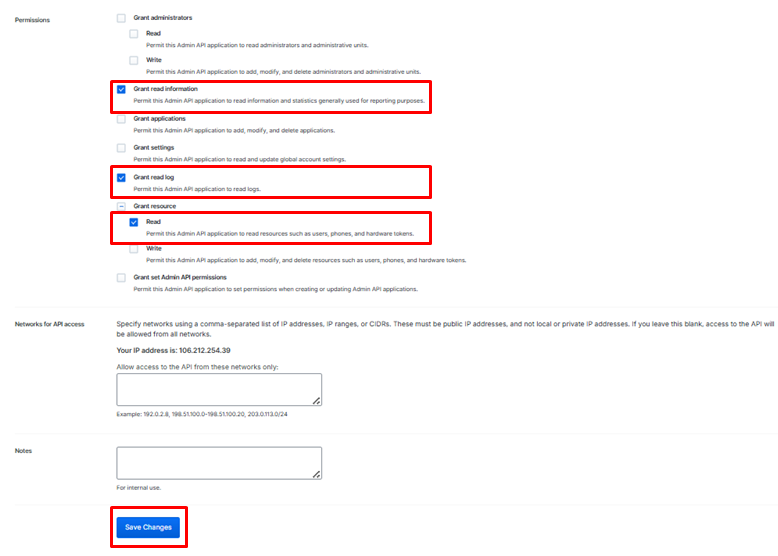 Permissions
Grant administrators
Read
Permit this Admin API application to read administrators and administrative units.
Write
Permit this Admin API application to add, modify, and delete administrators and administrative units.
Grant read information
Permit this Admin API application to read information and statistics generally used for reporting purposes.
Grant applications
Permit this Admin API application to add, modify, and delete applications.
Grant settings
Permit this Admin API application to read and update global account settings.
Grant read log
Permit this Admin API application to read logs.
Grant resource
Read
Permit this Admin API application to read resources such as users, phones, and hardware tokens.
Write
Permit this Admin API application to add, modify, and delete resources such as users, phones, and hardware tokens.
Grant set Admin API permissions
Permit this Admin API application to set permissions when creating or updating Admin API applications.
Networks for API access
Specify networks using a comma-separated list of IP addresses, IP ranges, or CIDRs. These must be public IP addresses, and not local or private IP addresses. If you leave this blank, access to the API will
be allowed from all networks.
Your IP address is: 106.212.254.39
Allow access to the API from these networks only:
Example: 192.0.2.8, 198.51.100.0-198.51.100.20, 203.0.113.0/24
Notes
For internal use.
Save Changes